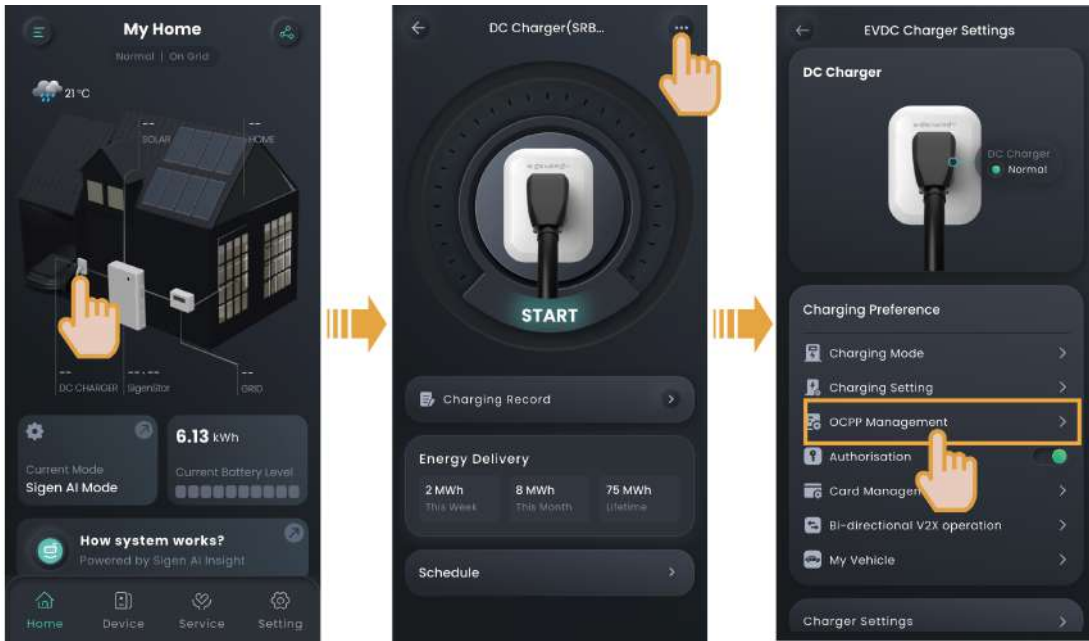 My Home
Normal | On Grid
21°C
--
SOLAR
--
HOME
--
DC CHARGER
-- . --
SigenStor
--
GRID
Current Mode
Sigen AI Mode
6.13 kWh
Current Battery Level
How system works?
Powered by Sigen AI Insight
Home
Device
Service
Setting
DC Charger(SRB...
START
Charging Record
Energy Delivery
2 MWh
This Week
8 MWh
This Month
75 MWh
Lifetime
Schedule
EVDC Charger Settings
DC Charger
DC Charger
Normal
Charging Preference
Charging Mode
Charging Setting
OCPP Management
Authorisation
Card Managem
Bi-directional V2X operation
My Vehicle
Charger Settings